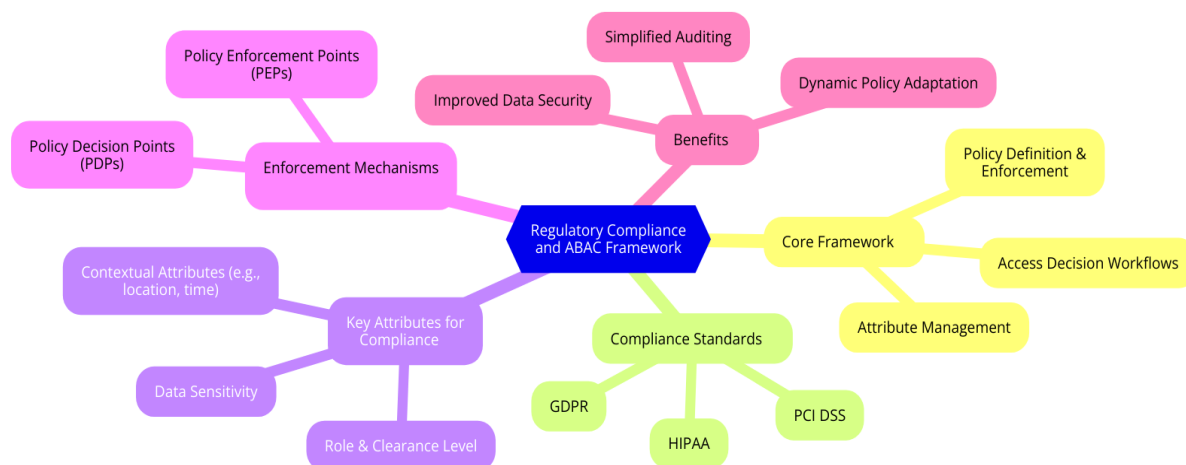 Regulatory Compliance
and ABAC Framework
Core Framework
Policy Definition &
Enforcement
Access Decision Workflows
Attribute Management
Compliance Standards
GDPR
HIPAA
PCI DSS
Key Attributes for
Compliance
Contextual Attributes (e.g.,
location, time)
Data Sensitivity
Role & Clearance Level
Enforcement Mechanisms
Policy Enforcement Points
(PEPs)
Policy Decision Points
(PDPs)
Benefits
Improved Data Security
Simplified Auditing
Dynamic Policy Adaptation